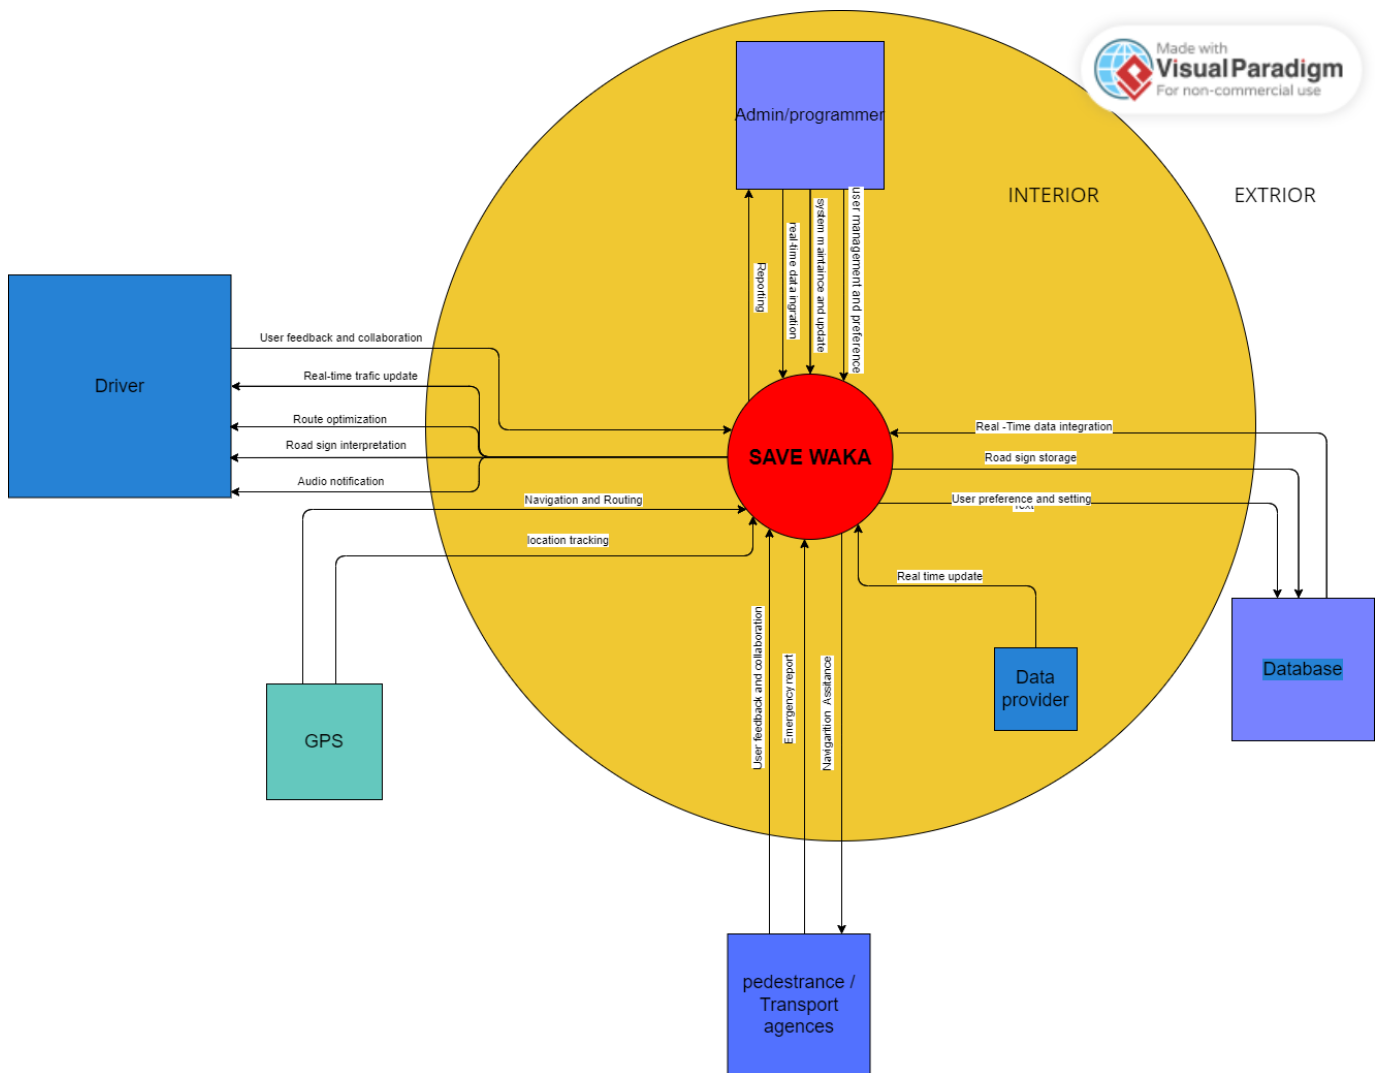 Made with
Visual Paradigm
For non-commercial use
Admin/programmer
INTERIOR
EXTRIOR
Reporting
real-time data ingration
system maintaince and update
user management and preference
Driver
User feedback and collaboration
Real-time trafic update
Route optimization
Road sign interpretation
Audio notification
SAVE WAKA
Real -Time data integration
Road sign storage
User preference and setting
Navigation and Routing
location tracking
Real time update
User feedback and collaboration
Emergency report
Navigarition Assitance
Data
provider
Database
GPS
pedestrance /
Transport
agences